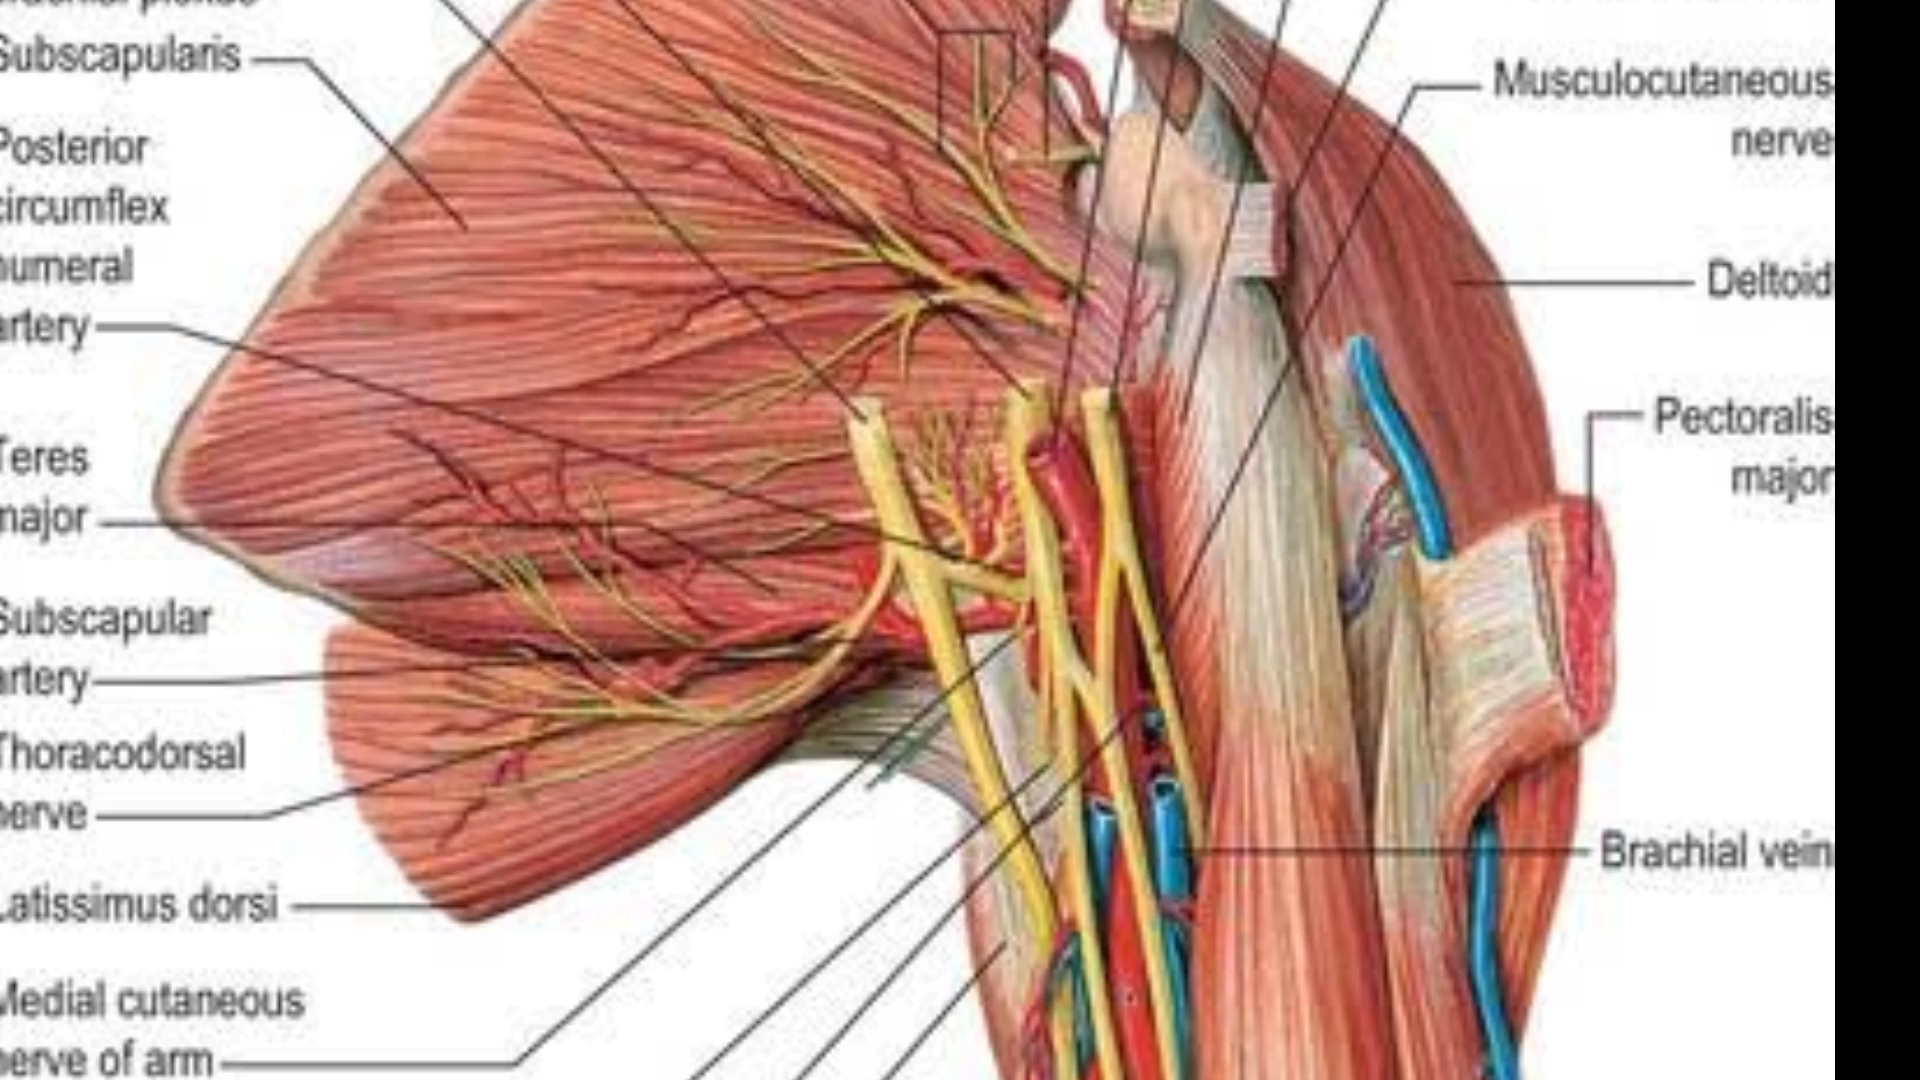 Subscapularis
Posterior
circumflex
humeral
artery
Teres
major
Subscapular
artery
Thoracodorsal
nerve
Latissimus dorsi
Medial cutaneous
nerve of arm
Musculocutaneous
nerve
Deltoid
Pectoralis
major
Brachial vein